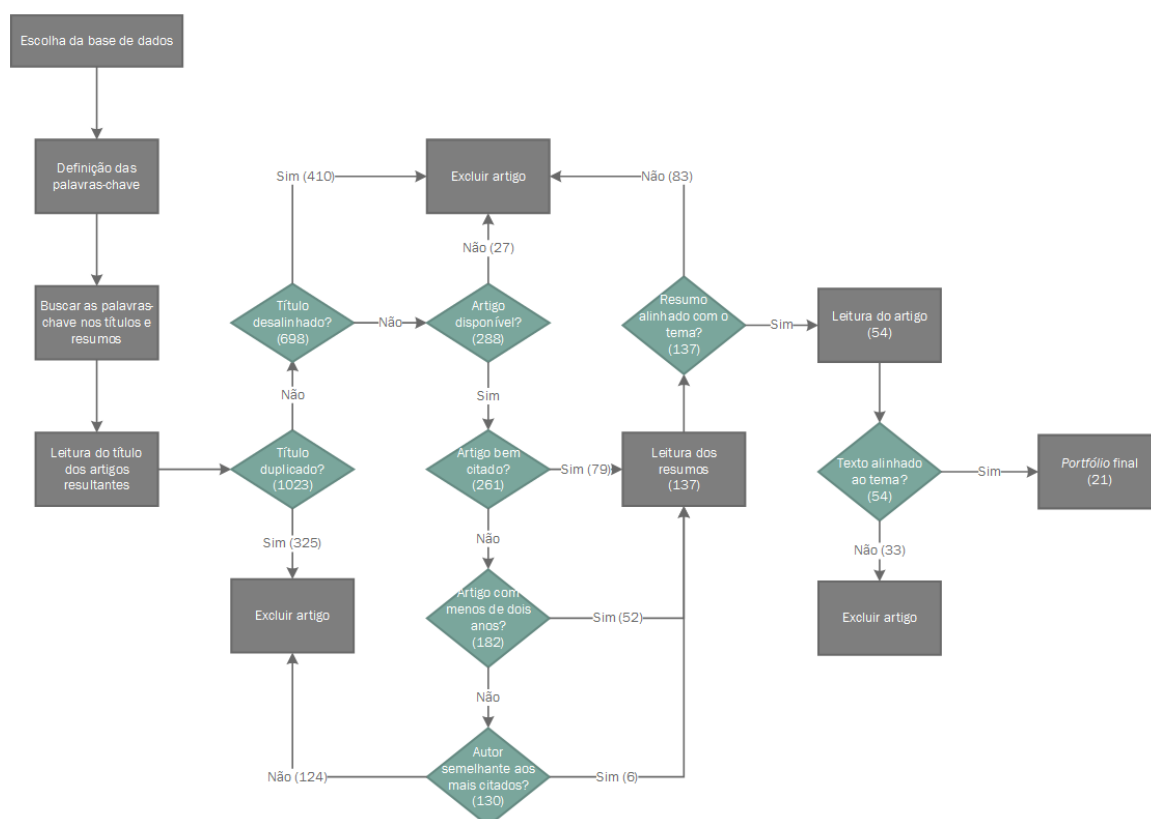 Escolha da base de dados
Definição das
palavras-chave
Buscar as palavras-
chave nos títulos e
resumos
Leitura do título
dos artigos
resultantes
Título
duplicado?
(1023)
Sim (325)
Excluir artigo
Não
Título
desalinhado?
(698)
Sim (410)
Excluir artigo
Não
Artigo
disponível?
(288)
Não (27)
Sim
Artigo bem
citado?
(261)
Sim (79)
Não
Artigo com
menos de dois
anos?
(182)
Sim (52)
Não
Autor
semelhante aos
mais citados?
(130)
Não (124)
Sim (6)
Leitura dos
resumos
(137)
Resumo
alinhado com o
tema?
(137)
Não (83)
Sim
Leitura do artigo
(54)
Texto alinhado
ao tema?
(54)
Não (33)
Excluir artigo
Sim
Portfólio final
(21)